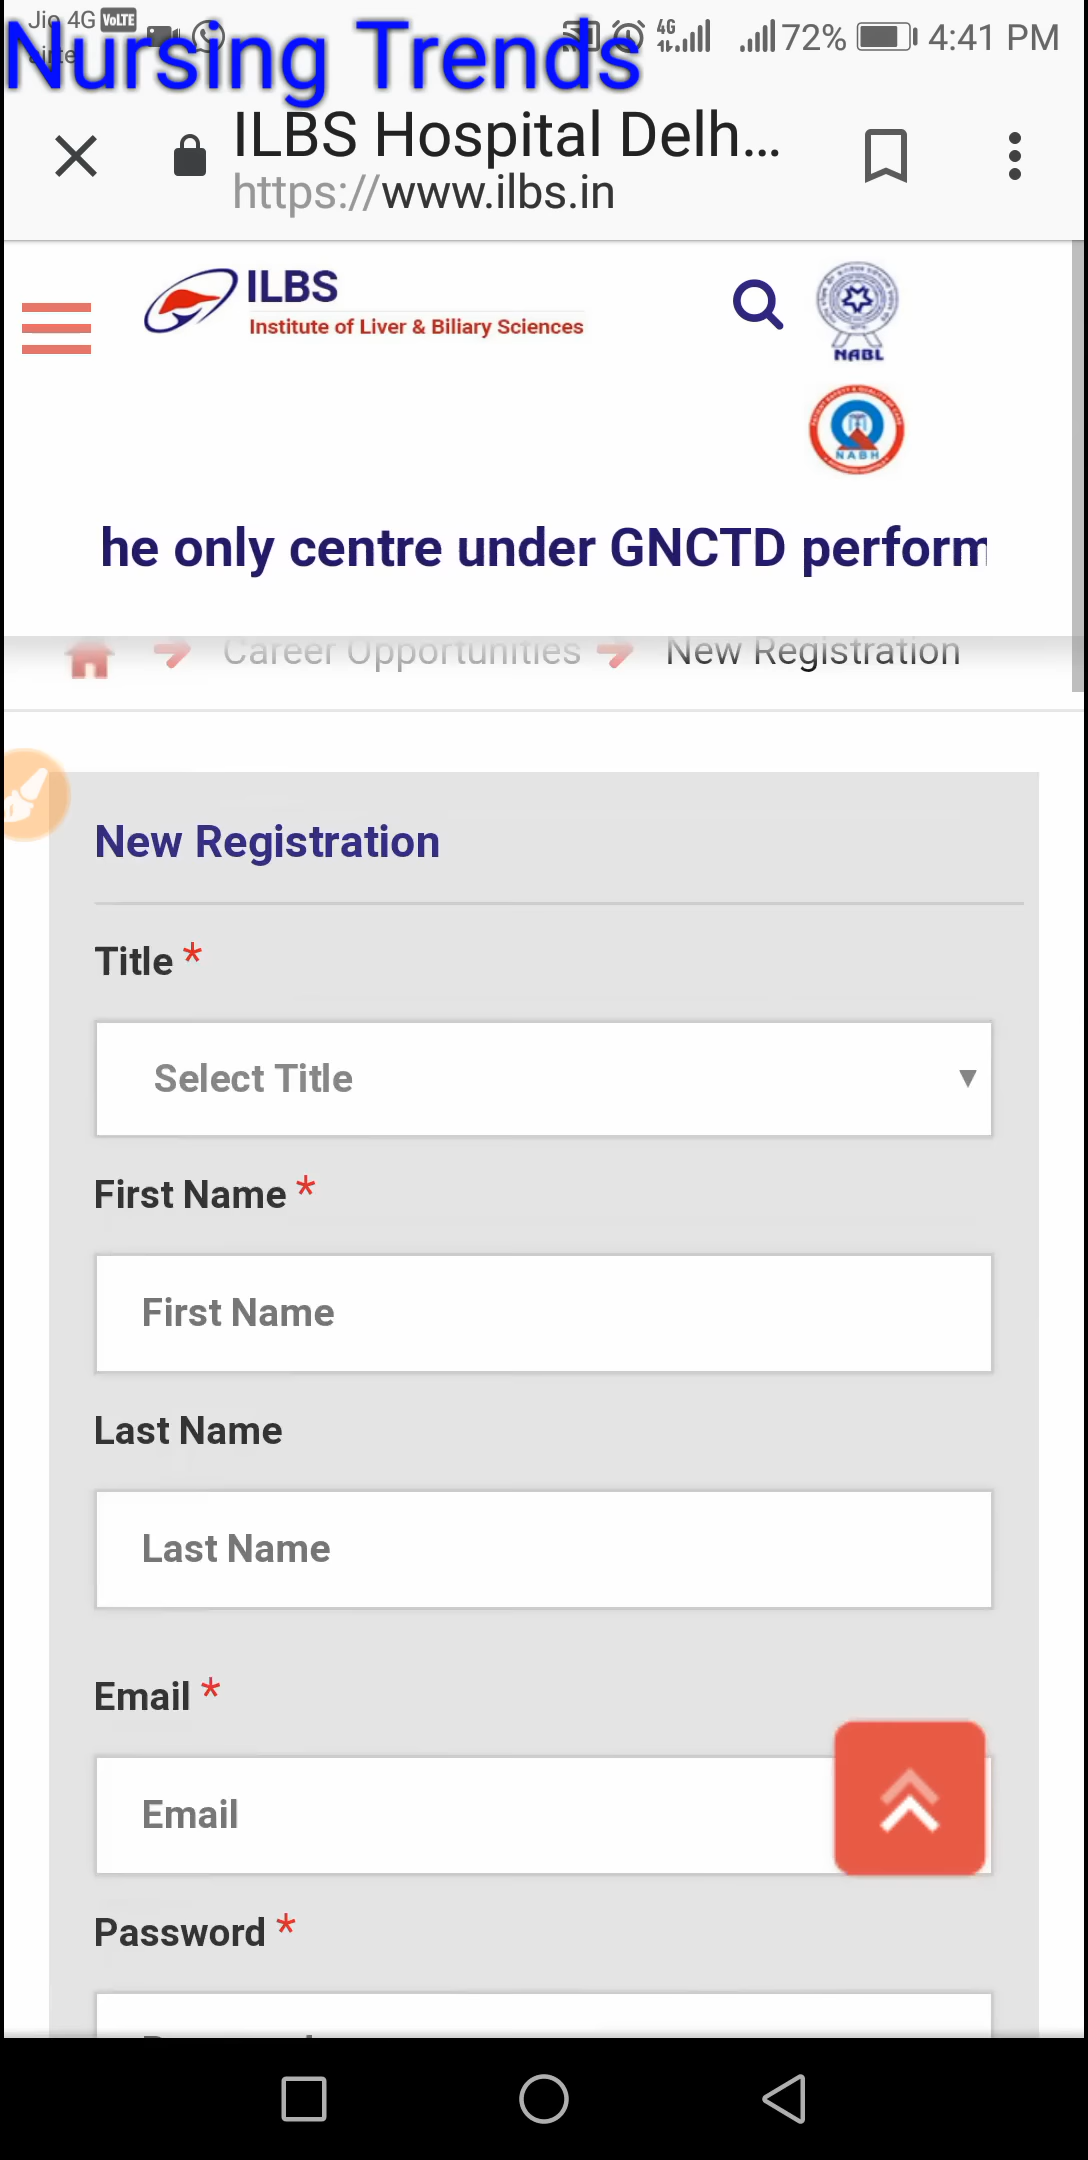 Jio 4G VoLTE
Nursing Trends
4G
72%
4:41 PM
ILBS Hospital Delh...
https://www.ilbs.in
ILBS
Institute of Liver & Biliary Sciences
NABL
NABH
he only centre under GNCTD perform
Career Opportunities
New Registration
New Registration
Title *
Select Title
First Name *
First Name
Last Name
Last Name
Email *
Email
Password *